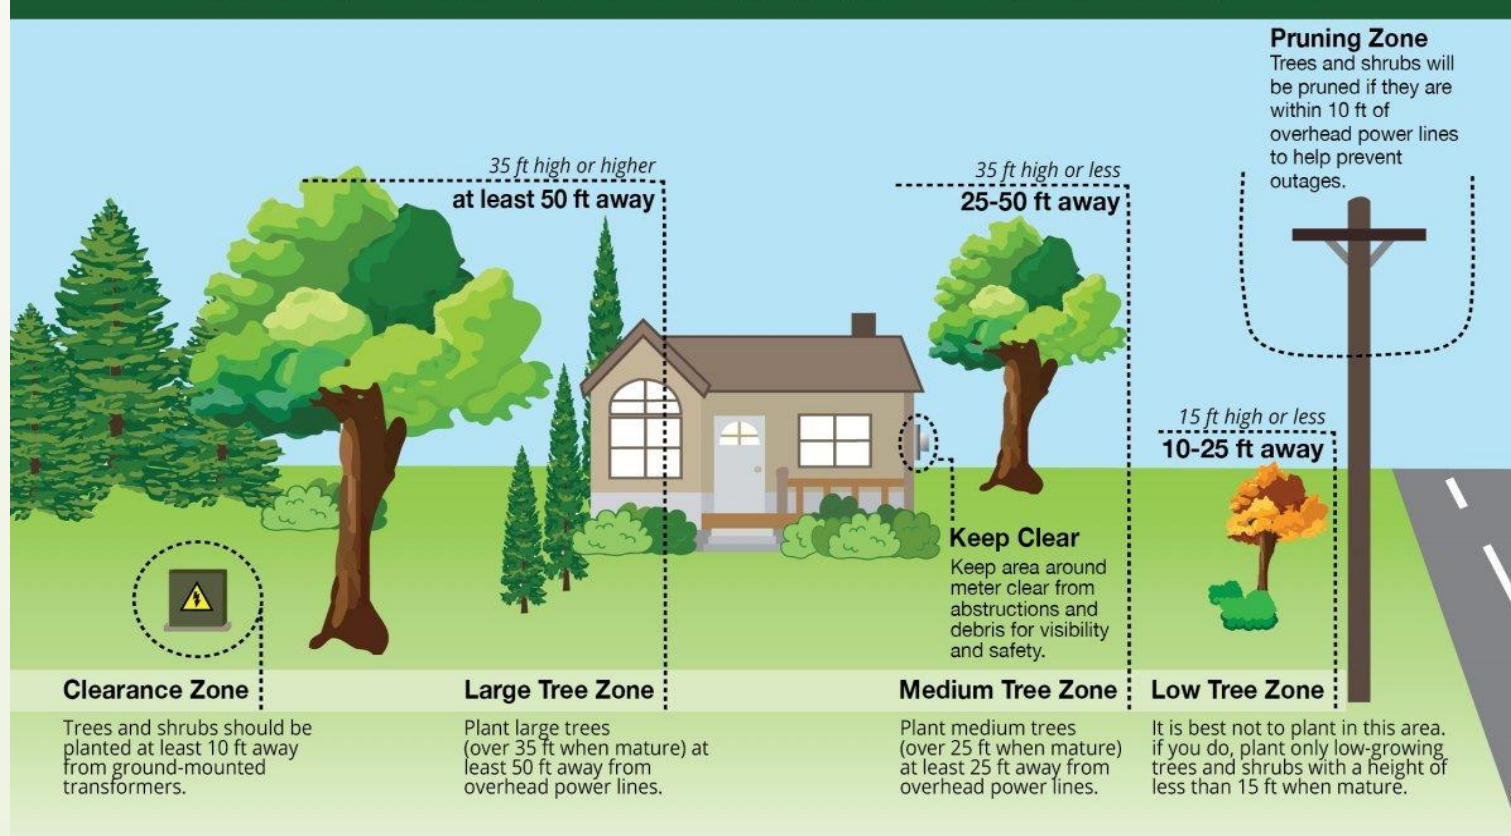 Pruning Zone
Trees and shrubs will
be pruned if they are
within 10 ft of
overhead power lines
to help prevent
outages.
35 ft high or higher
at least 50 ft away
35 ft high or less
25-50 ft away
15 ft high or less
10-25 ft away
Keep Clear
Keep area around
meter clear from
abstructions and
debris for visibility
and safety.
Clearance Zone
Trees and shrubs should be
planted at least 10 ft away
from ground-mounted
transformers.
Large Tree Zone
Plant large trees
(over 35 ft when mature) at
least 50 ft away from
overhead power lines.
Medium Tree Zone
Plant medium trees
(over 25 ft when mature)
at least 25 ft away from
overhead power lines.
Low Tree Zone
It is best not to plant in this area.
if you do, plant only low-growing
trees and shrubs with a height of
less than 15 ft when mature.